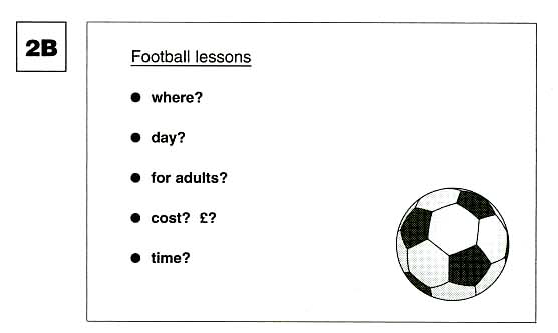 2B
Football lessons
● where?
● day?
● for adults?
● cost? £?
● time?